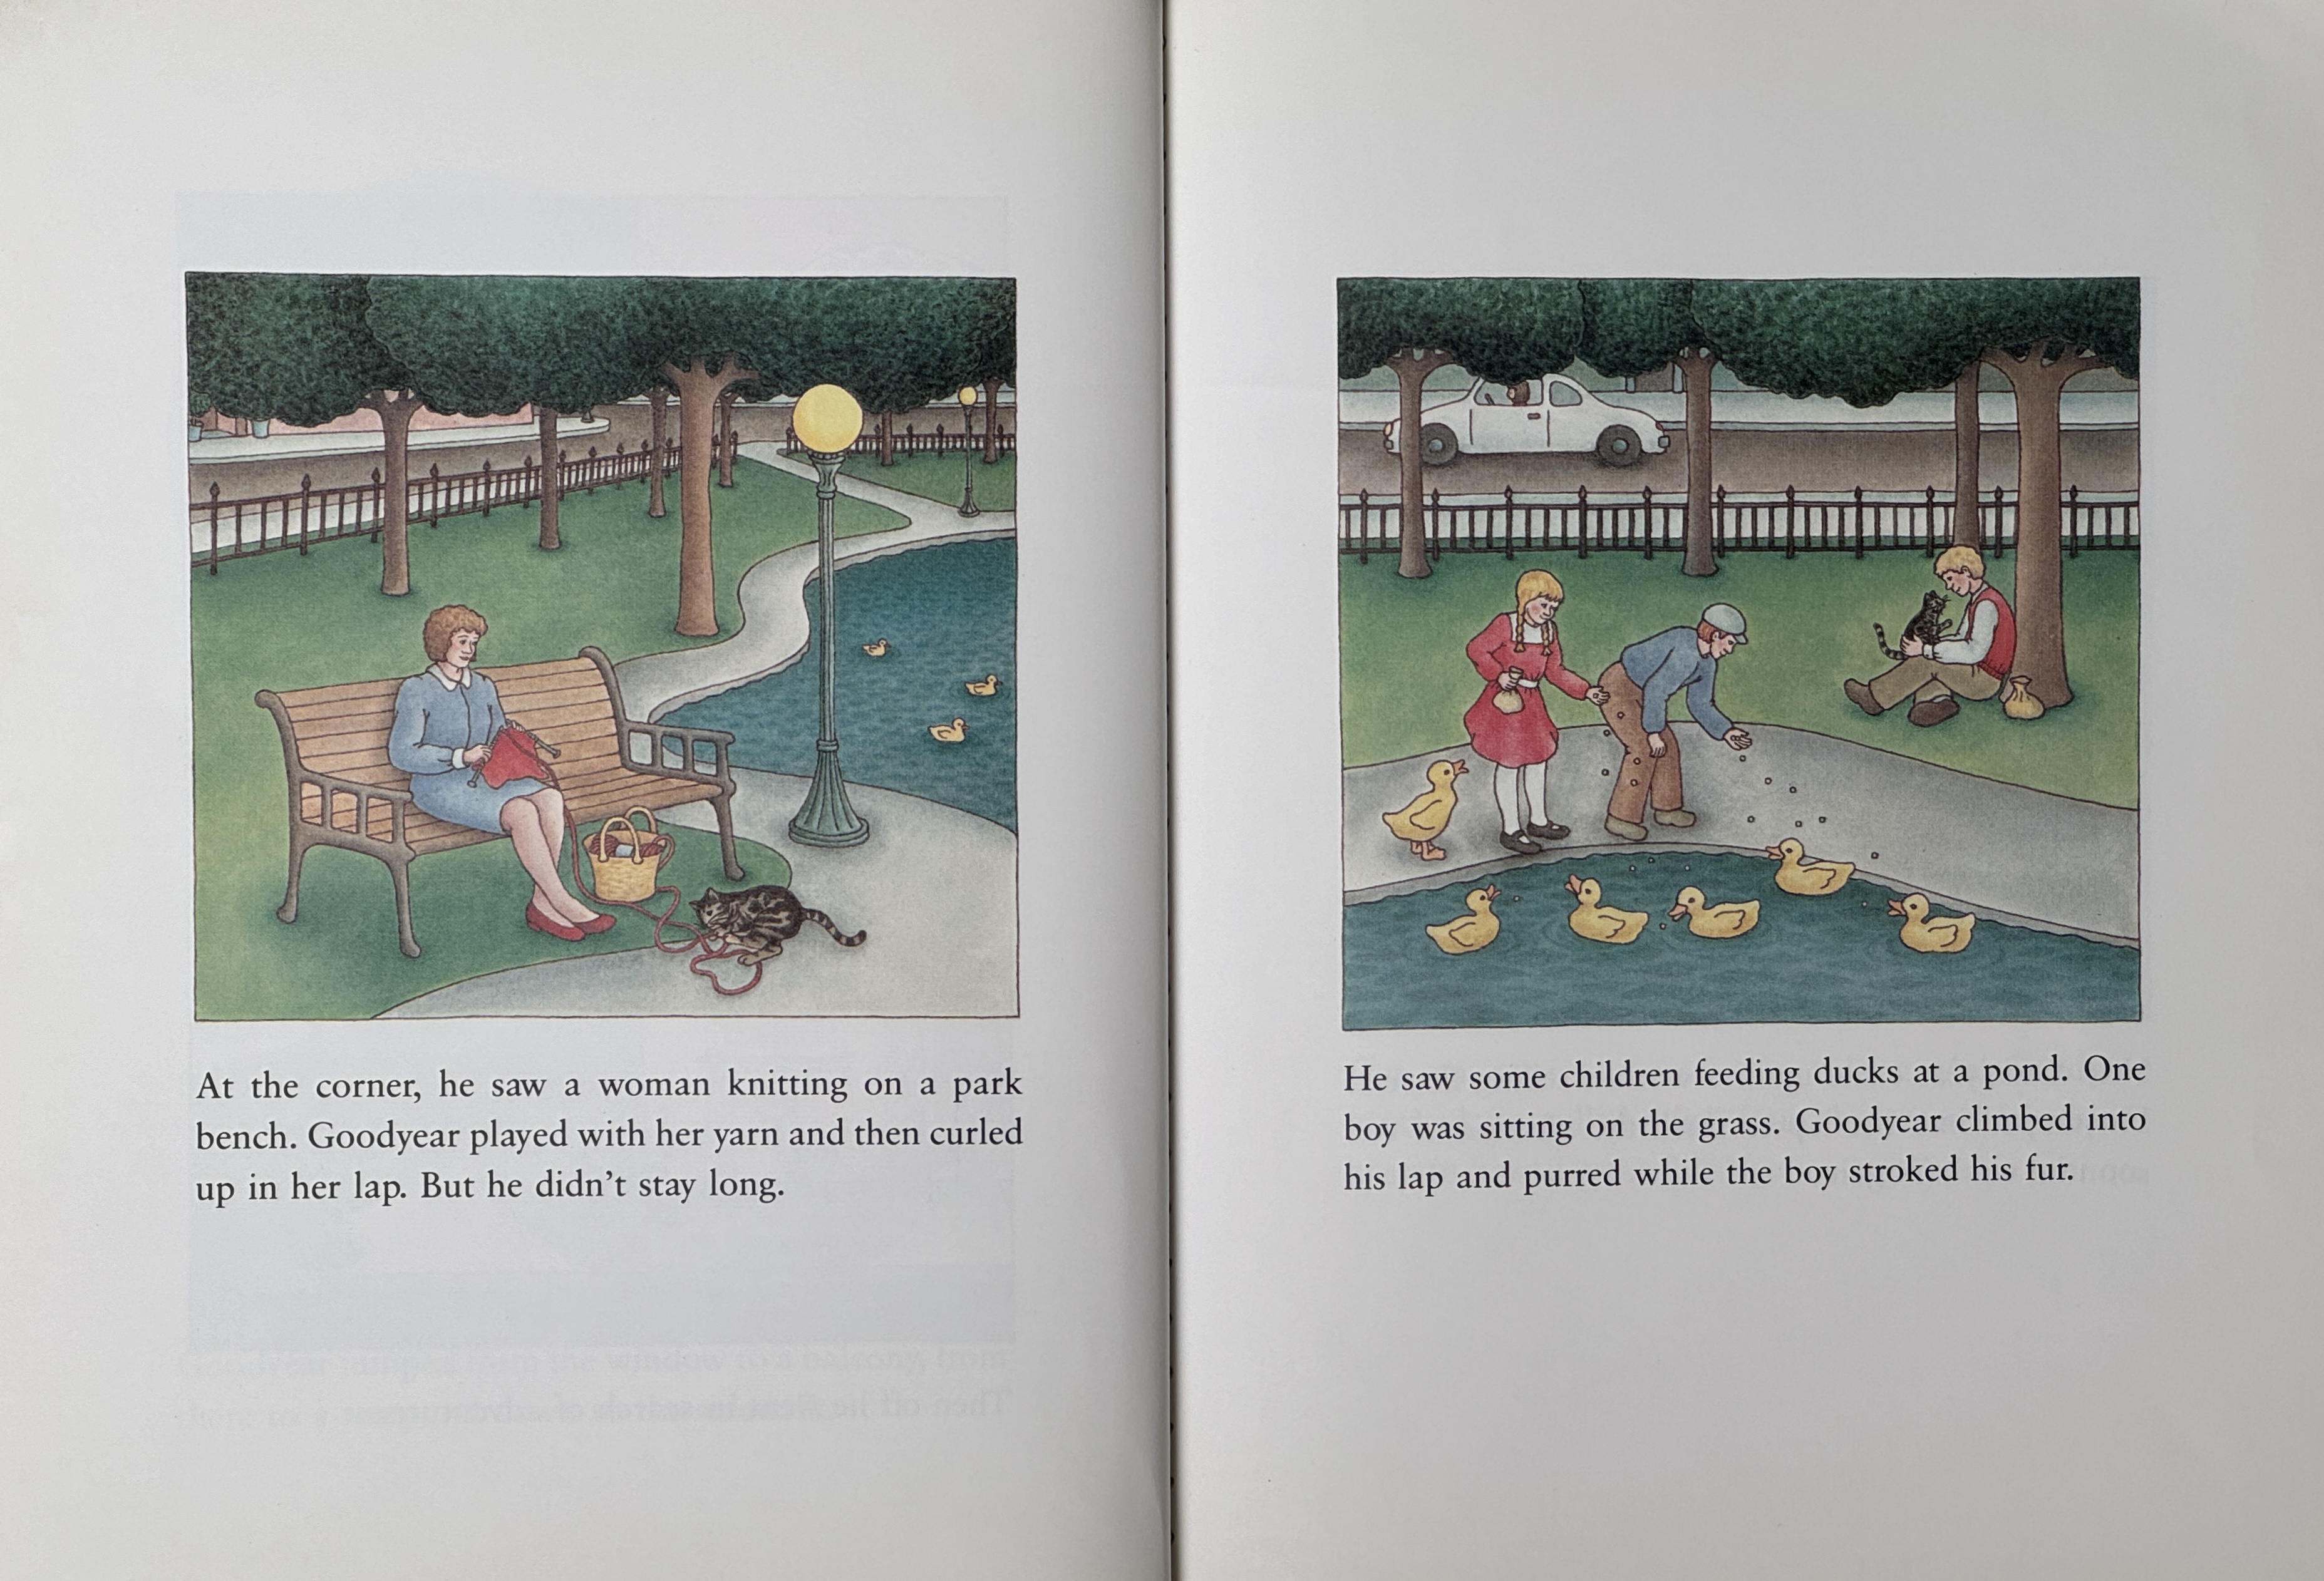 At the corner, he saw a woman knitting on a park
bench. Goodyear played with her yarn and then curled
up in her lap. But he didn't stay long.
He saw some children feeding ducks at a pond. One
boy was sitting on the grass. Goodyear climbed into
his lap and purred while the boy stroked his fur.